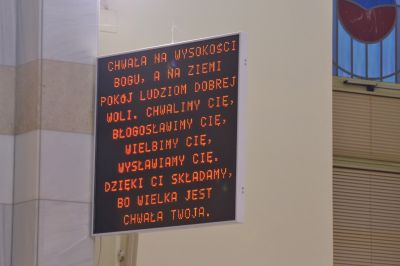 CHWAŁA NA WYSOKOŚCI
BOGU, A NA ZIEMI
POKÓJ LUDZIOM DOBREJ
WOLI. CHWALIMY CIĘ,
BŁOGOSŁAWIMY CIĘ,
WIELBIMY CIĘ,
WYSŁAWIAMY CIĘ.
DZIĘKI CI SKŁADAMY,
BO WIELKA JEST
CHWAŁA TWOJA.